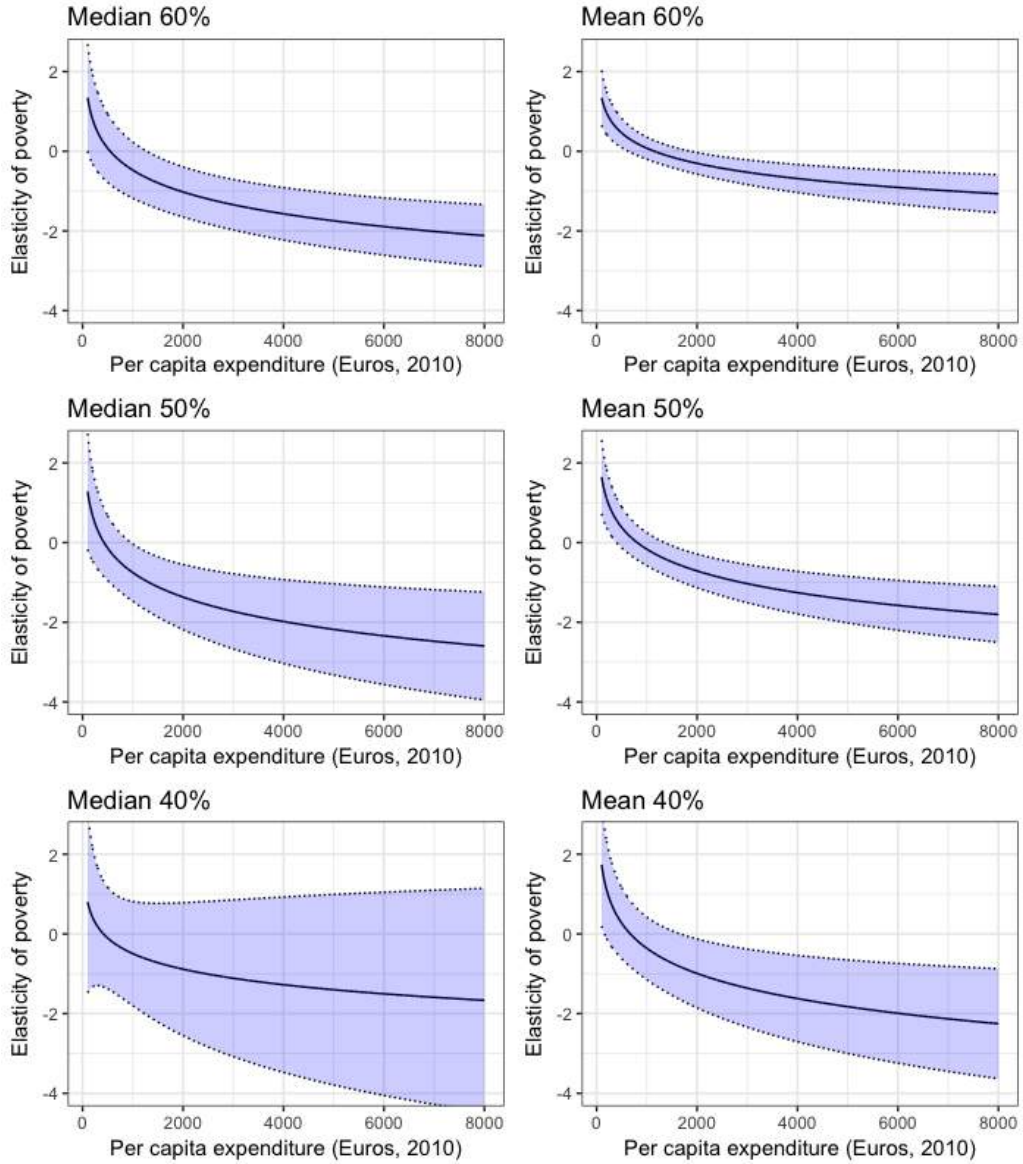 Median 60%
Elasticity of poverty
2
0
-2
-4
0 2000 4000 6000 8000
Per capita expenditure (Euros, 2010)
Mean 60%
Elasticity of poverty
2
0
-2
-4
0 2000 4000 6000 8000
Per capita expenditure (Euros, 2010)
Median 50%
Elasticity of poverty
2
0
-2
-4
0 2000 4000 6000 8000
Per capita expenditure (Euros, 2010)
Mean 50%
Elasticity of poverty
2
0
-2
-4
0 2000 4000 6000 8000
Per capita expenditure (Euros, 2010)
Median 40%
Elasticity of poverty
2
0
-2
-4
0 2000 4000 6000 8000
Per capita expenditure (Euros, 2010)
Mean 40%
Elasticity of poverty
2
0
-2
-4
0 2000 4000 6000 8000
Per capita expenditure (Euros, 2010)